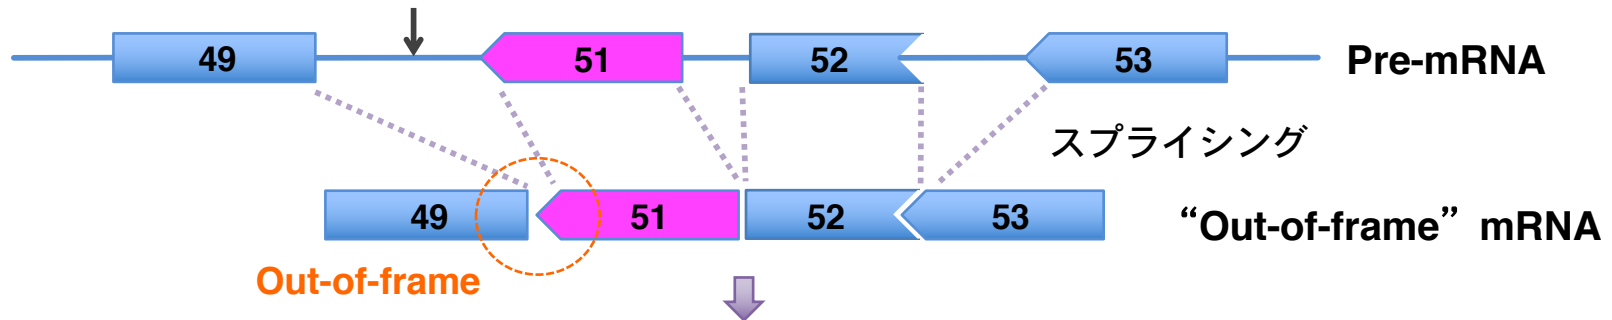 49 51 52 53 Pre-mRNA
スプライシング
49 51 52 53 “Out-of-frame” mRNA
Out-of-frame